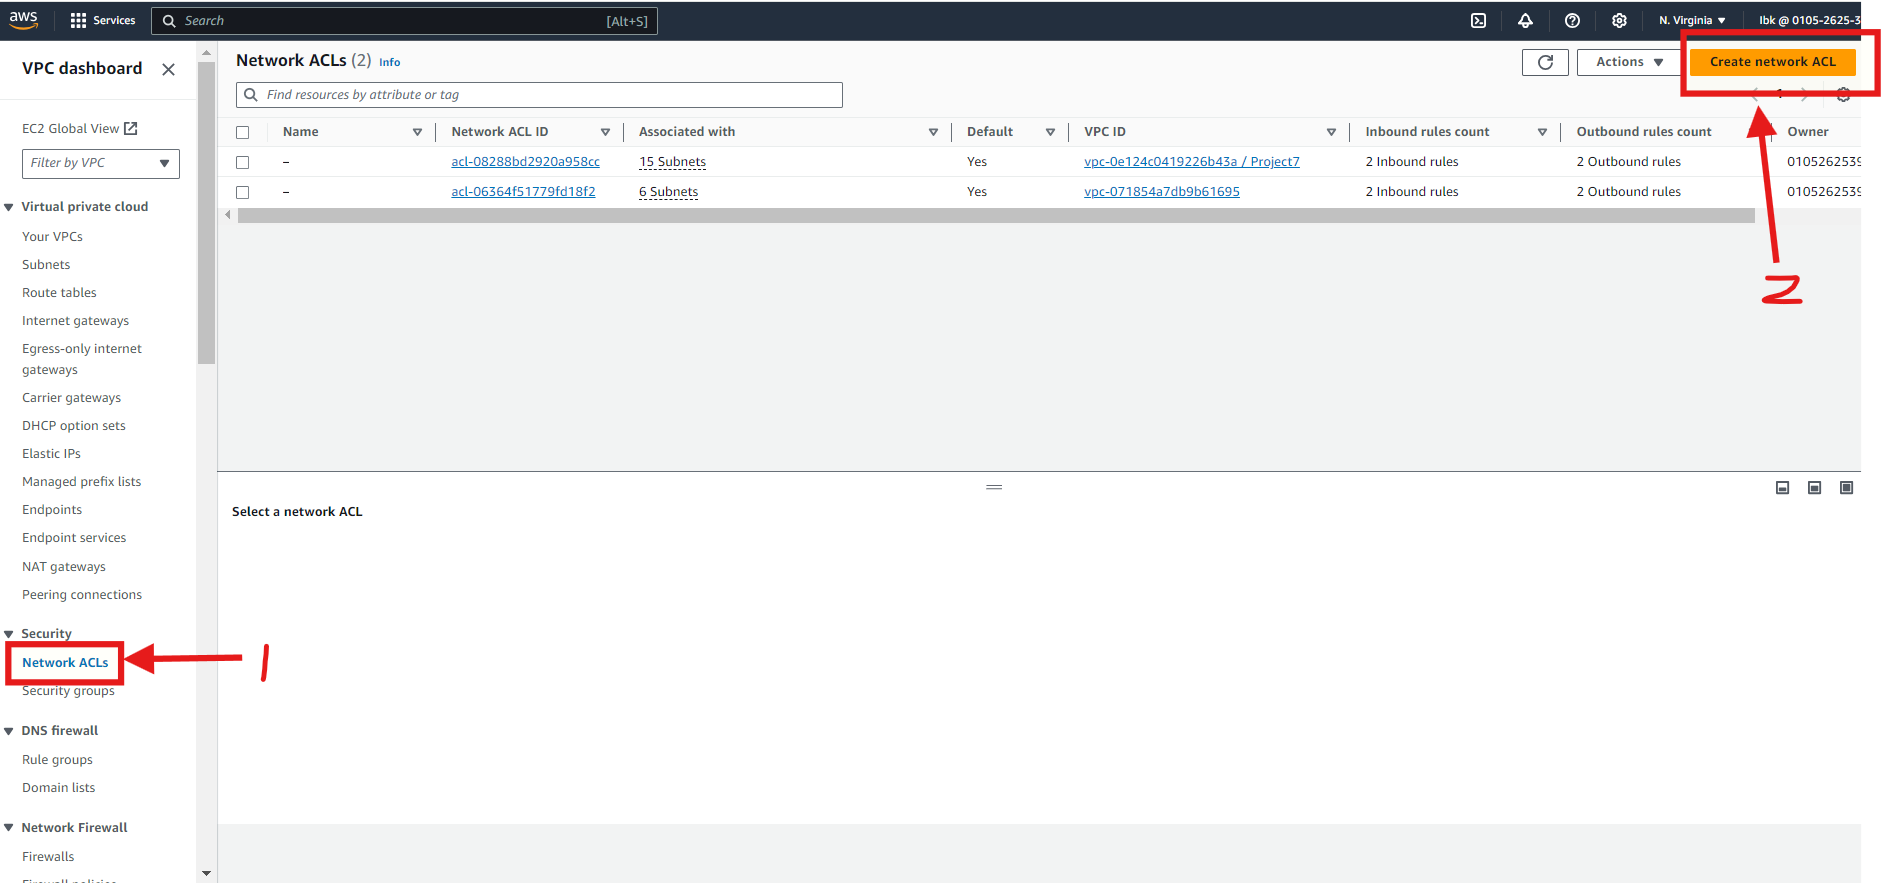 aws Services Search [Alt+S] N. Virginia Ibk @ 0105-2625-3
VPC dashboard
EC2 Global View
Filter by VPC
Virtual private cloud
Your VPCs
Subnets
Route tables
Internet gateways
Egress-only internet
gateways
Carrier gateways
DHCP option sets
Elastic IPs
Managed prefix lists
Endpoints
Endpoint services
NAT gateways
Peering connections
Security
Network ACLs
Security groups
DNS firewall
Rule groups
Domain lists
Network Firewall
Firewalls
Firewall policies
1
Network ACLs (2) Info
Actions Create network ACL
Find resources by attribute or tag
1
Name Network ACL ID Associated with Default VPC ID Inbound rules count Outbound rules count Owner
– acl-08288bd2920a958cc 15 Subnets Yes vpc-0e124c0419226b43a / Project7 2 Inbound rules 2 Outbound rules 0105262539
– acl-06364f51779fd18f2 6 Subnets Yes vpc-071854a7db9b61695 2 Inbound rules 2 Outbound rules 0105262539
2
Select a network ACL